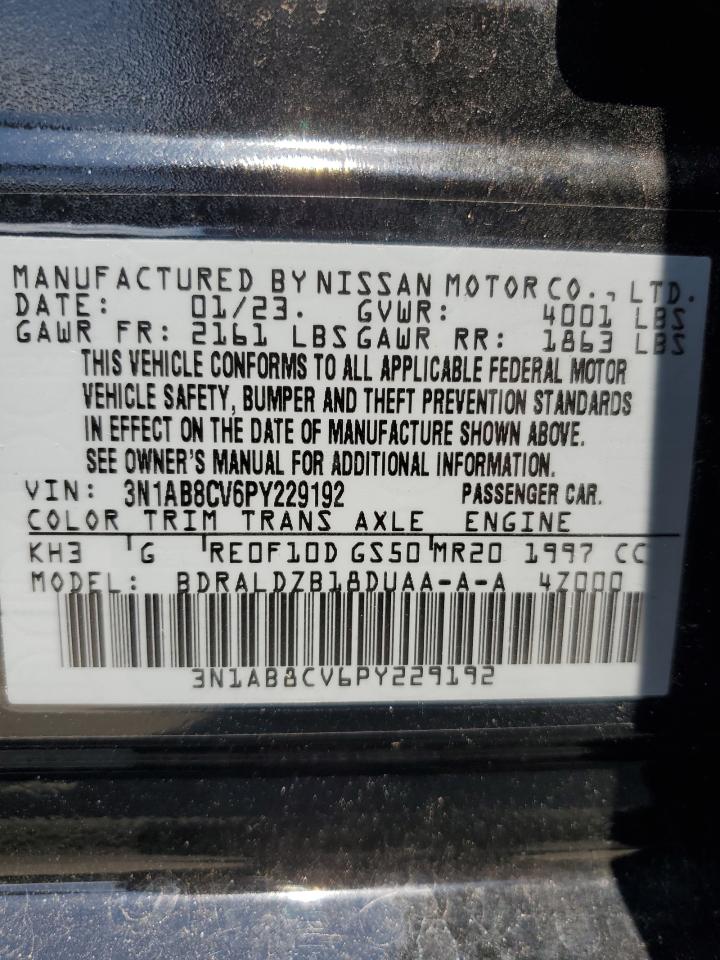 MANUFACTURED BY NISSAN MOTOR CO., LTD.
DATE: 01/23. GVWR: 4001 LBS
GAWR FR: 2161 LBS GAWR RR: 1863 LBS
THIS VEHICLE CONFORMS TO ALL APPLICABLE FEDERAL MOTOR
VEHICLE SAFETY, BUMPER AND THEFT PREVENTION STANDARDS
IN EFFECT ON THE DATE OF MANUFACTURE SHOWN ABOVE.
SEE OWNER'S MANUAL FOR ADDITIONAL INFORMATION.
VIN: 3N1AB8CV6PY229192 PASSENGER CAR.
COLOR TRIM TRANS AXLE ENGINE
KH3 G RE0F10D GS50 MR20 1997 CC
MODEL: BDRALDZB18DUAA-A-A 4Z000
3N1AB8CV6PY229192